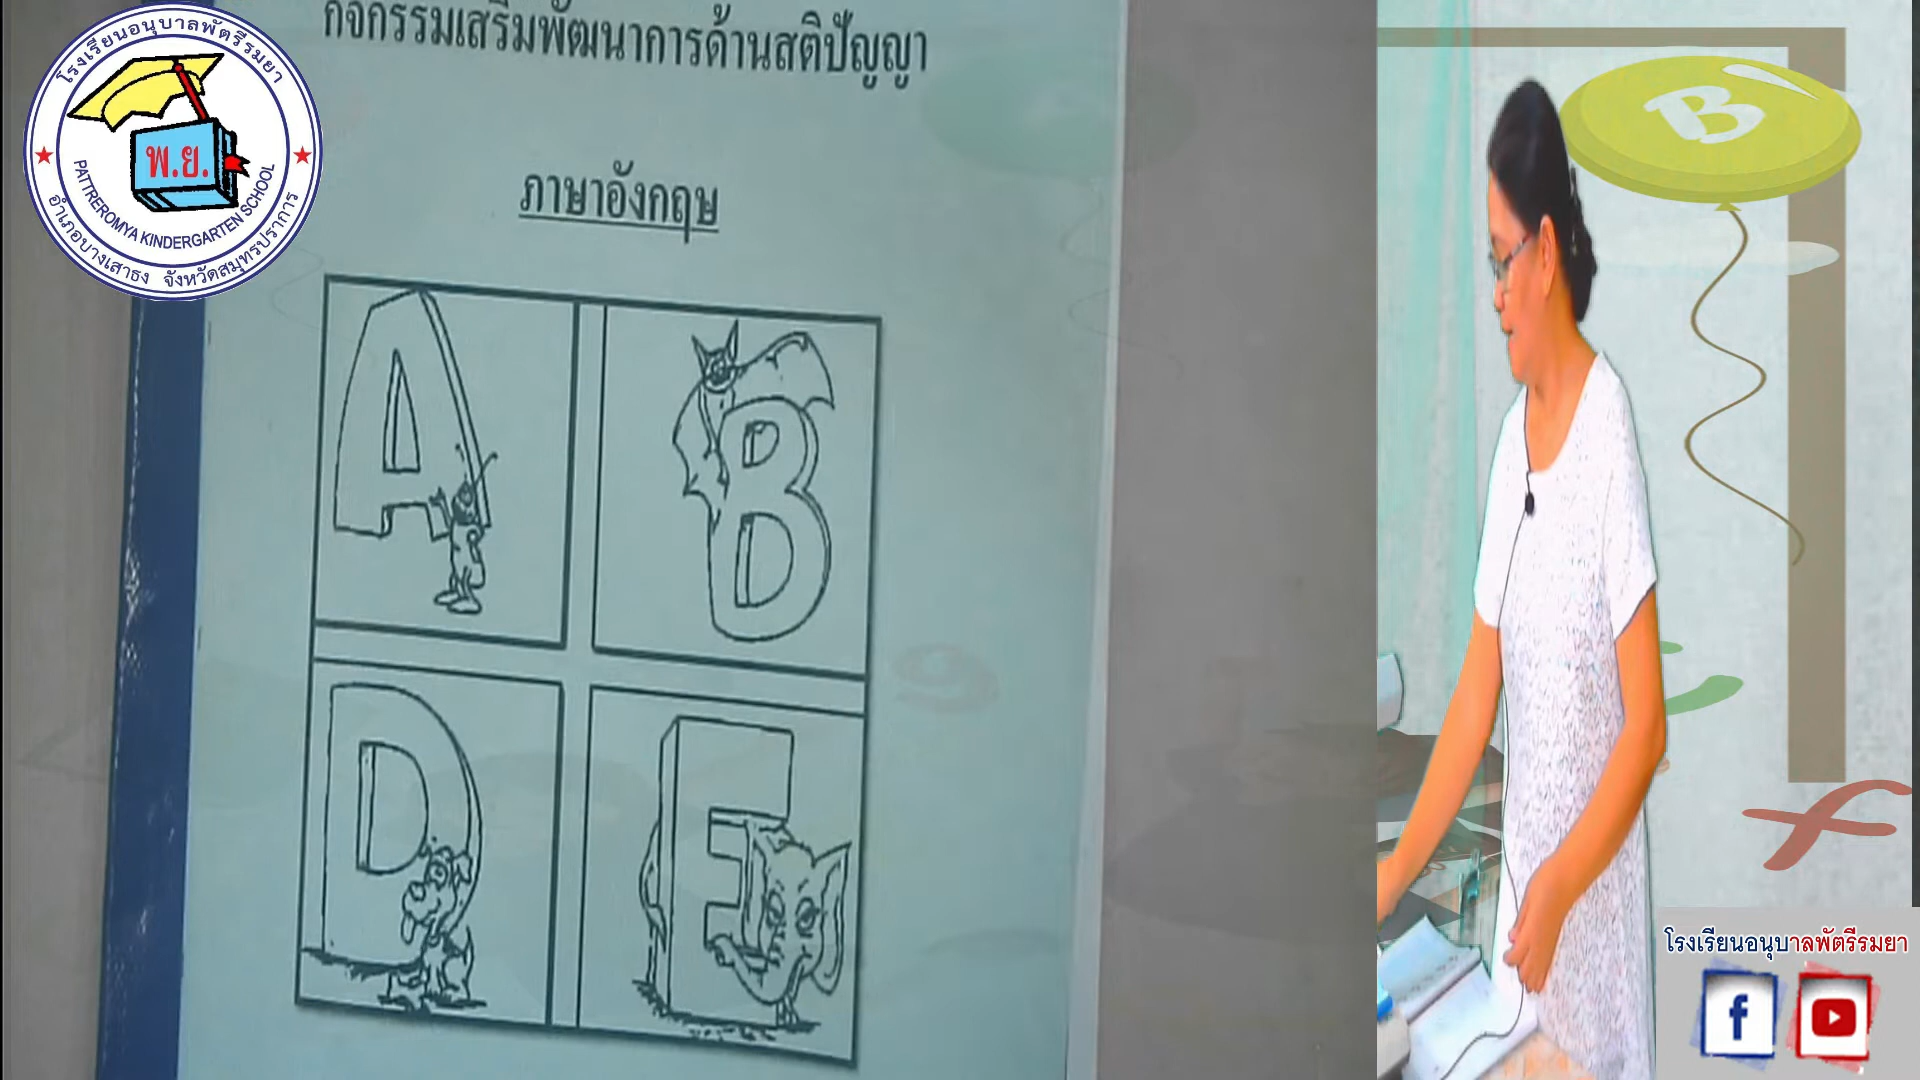 โรงเรียนอนุบาลพัตรีรมยา
พ.ย.
PATTREROMYA KINDERGARTEN SCHOOL
อำเภอบางเสาธง จังหวัดสมุทรปราการ
กิจกรรมเสริมพัฒนาการด้านสติปัญญา
ภาษาอังกฤษ
A
B
D
E
B
f
โรงเรียนอนุบาลพัตรีรมยา
f